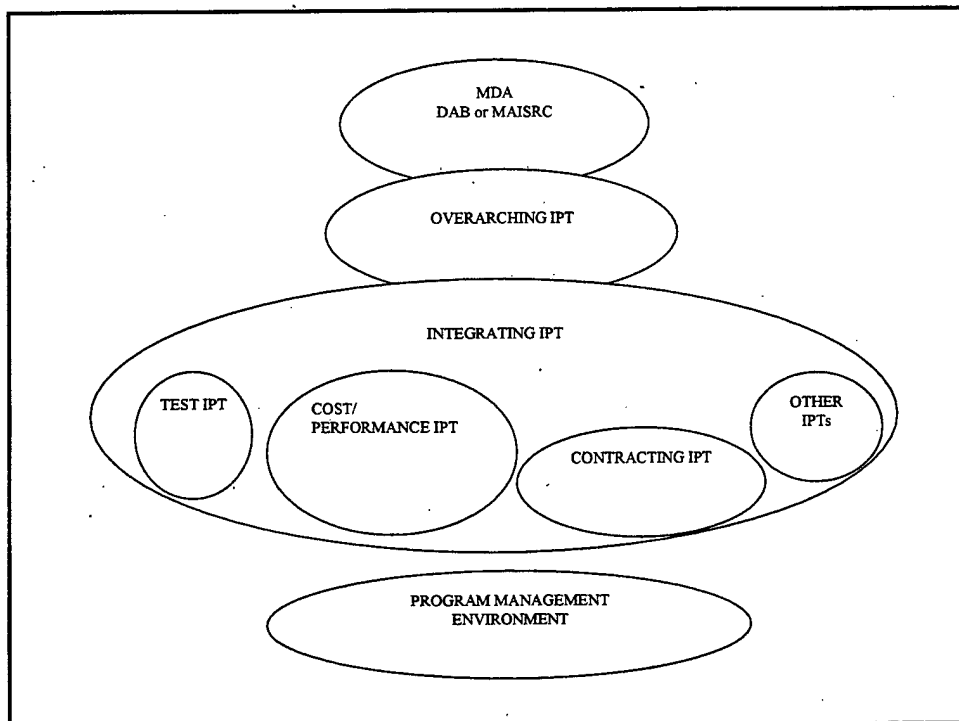 MDA
DAB or MAISRC
OVERARCHING IPT
INTEGRATING IPT
TEST IPT
COST/
PERFORMANCE IPT
CONTRACTING IPT
OTHER
IPTs
PROGRAM MANAGEMENT
ENVIRONMENT